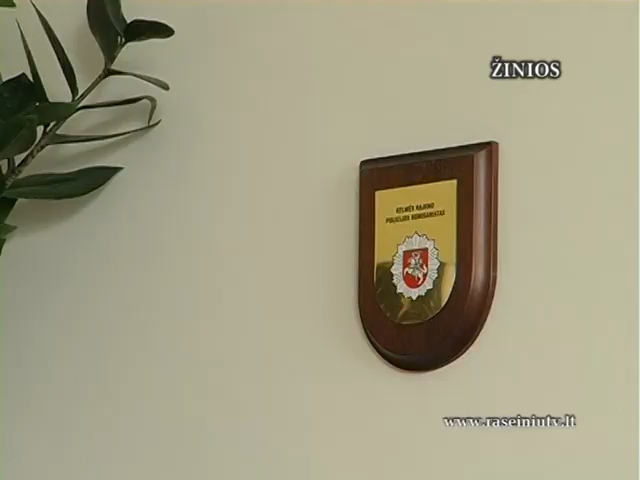 ŽINIOS
KELMĖS RAJONO
POLICIJOS KOMISARIATAS
www.raseiniutv.lt